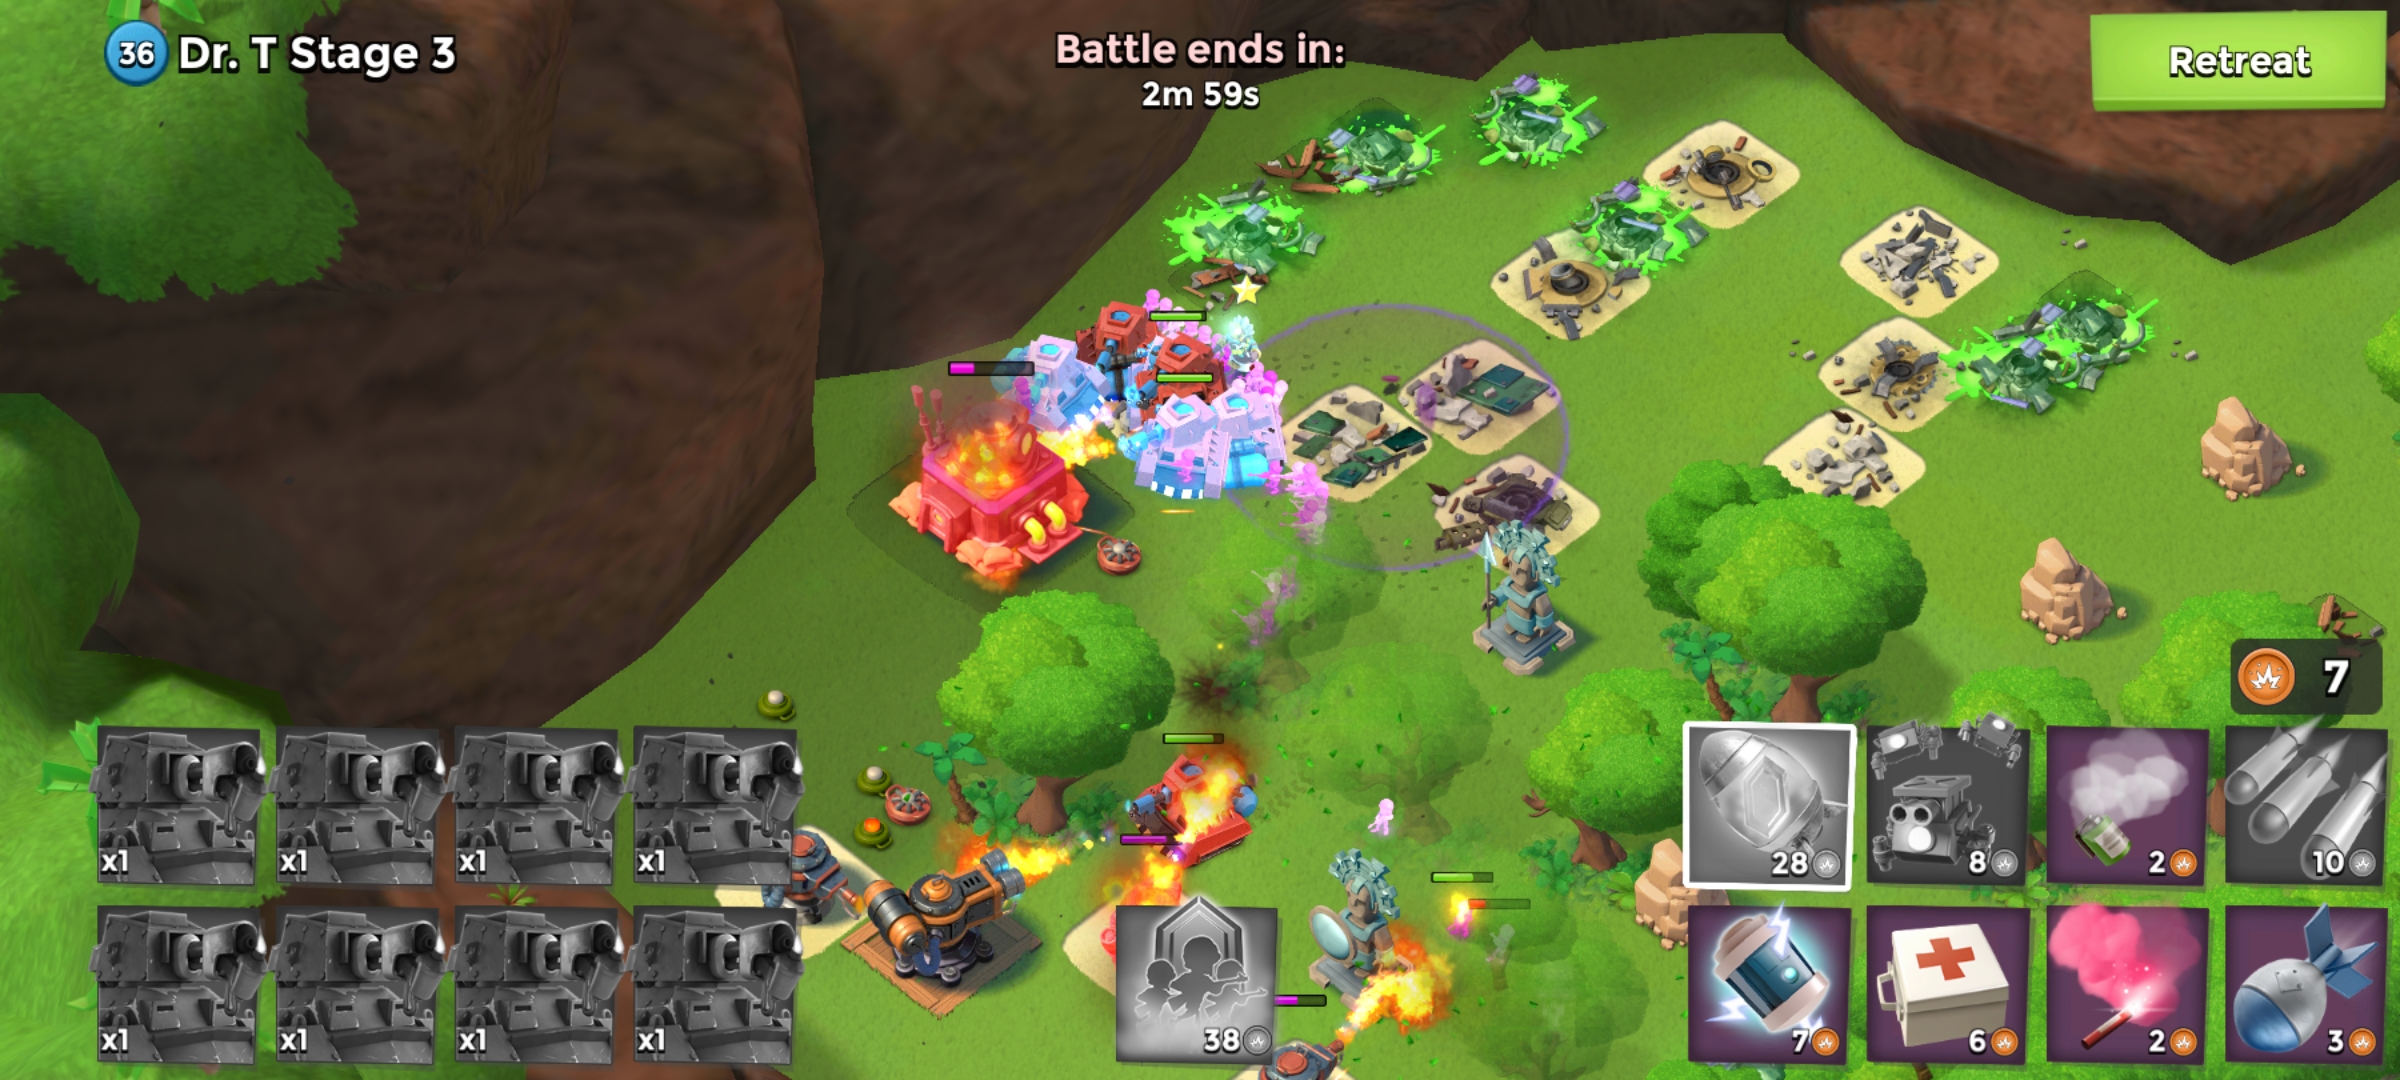 36 Dr. T Stage 3
Battle ends in:
2m 59s
Retreat
7
x1 x1 x1 x1
28 8 2 10
x1 x1 x1 x1
38
7 6 2 3